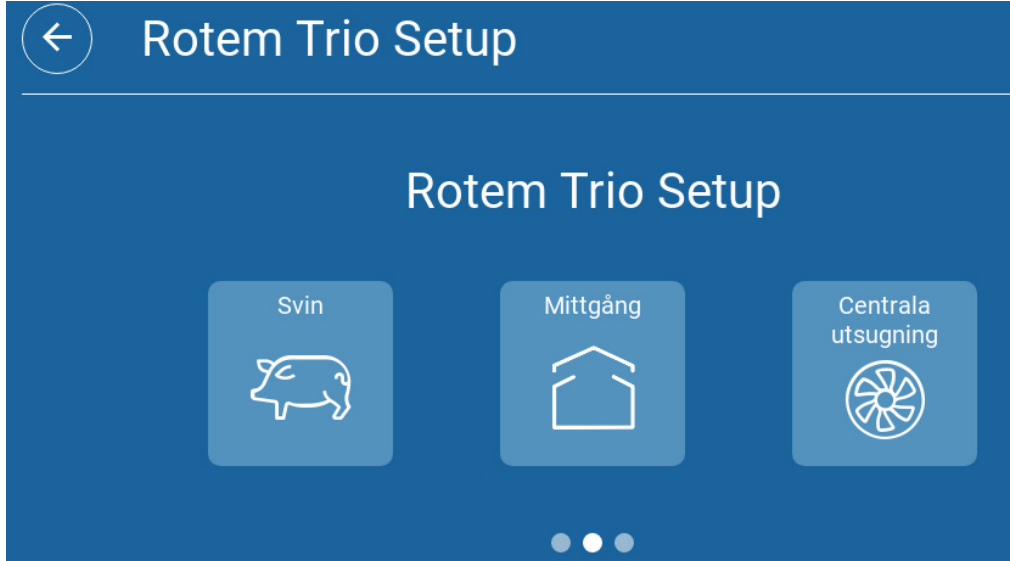 Rotem Trio Setup
Rotem Trio Setup
Svin
Mittgång
Centrala
utsugning